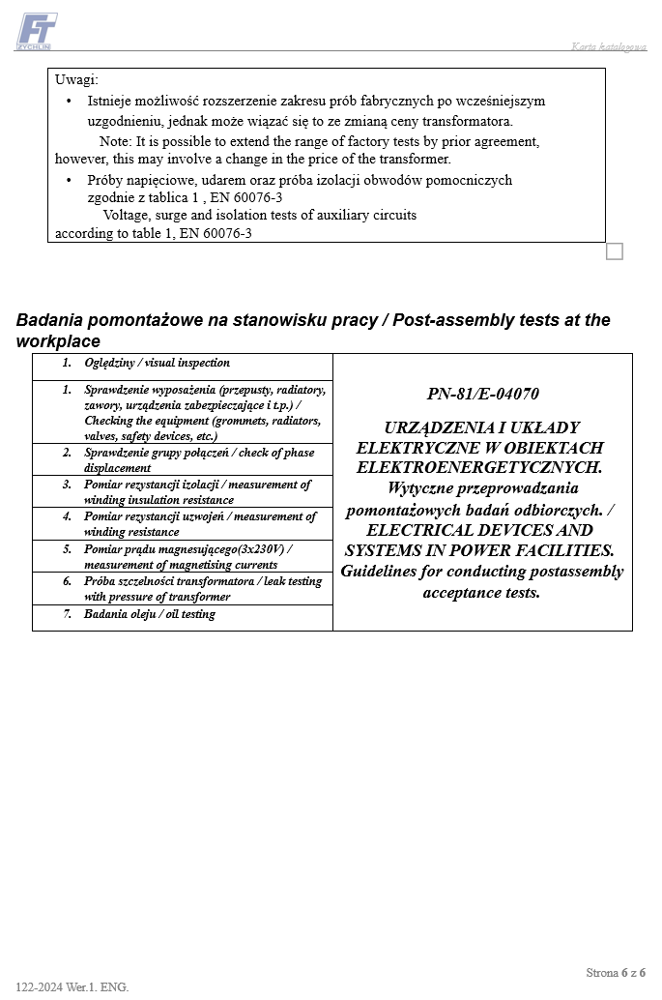 FT
ŻYCHLIN
Karta katalogowa
Uwagi:
• Istnieje możliwość rozszerzenie zakresu prób fabrycznych po wcześniejszym
uzgodnieniu, jednak może wiązać się to ze zmianą ceny transformatora.
Note: It is possible to extend the range of factory tests by prior agreement,
however, this may involve a change in the price of the transformer.
• Próby napięciowe, udarem oraz próba izolacji obwodów pomocniczych
zgodnie z tablica 1 , EN 60076-3
Voltage, surge and isolation tests of auxiliary circuits
according to table 1, EN 60076-3
Badania pomontażowe na stanowisku pracy / Post-assembly tests at the
workplace
1. Oględziny / visual inspection
1. Sprawdzenie wyposażenia (przepusty, radiatory,
zawory, urządzenia zabezpieczające i t.p.) /
Checking the equipment (grommets, radiators,
valves, safety devices, etc.)
2. Sprawdzenie grupy połączeń / check of phase
displacement
3. Pomiar rezystancji izolacji / measurement of
winding insulation resistance
4. Pomiar rezystancji uzwojeń / measurement of
winding resistance
5. Pomiar prądu magnesującego(3x230V) /
measurement of magnetising currents
6. Próba szczelności transformatora / leak testing
with pressure of transformer
7. Badania oleju / oil testing
PN-81/E-04070
URZĄDZENIA I UKŁADY
ELEKTRYCZNE W OBIEKTACH
ELEKTROENERGETYCZNYCH.
Wytyczne przeprowadzania
pomontażowych badań odbiorczych. /
ELECTRICAL DEVICES AND
SYSTEMS IN POWER FACILITIES.
Guidelines for conducting postassembly
acceptance tests.
Strona 6 z 6
122-2024 Wer.1. ENG.